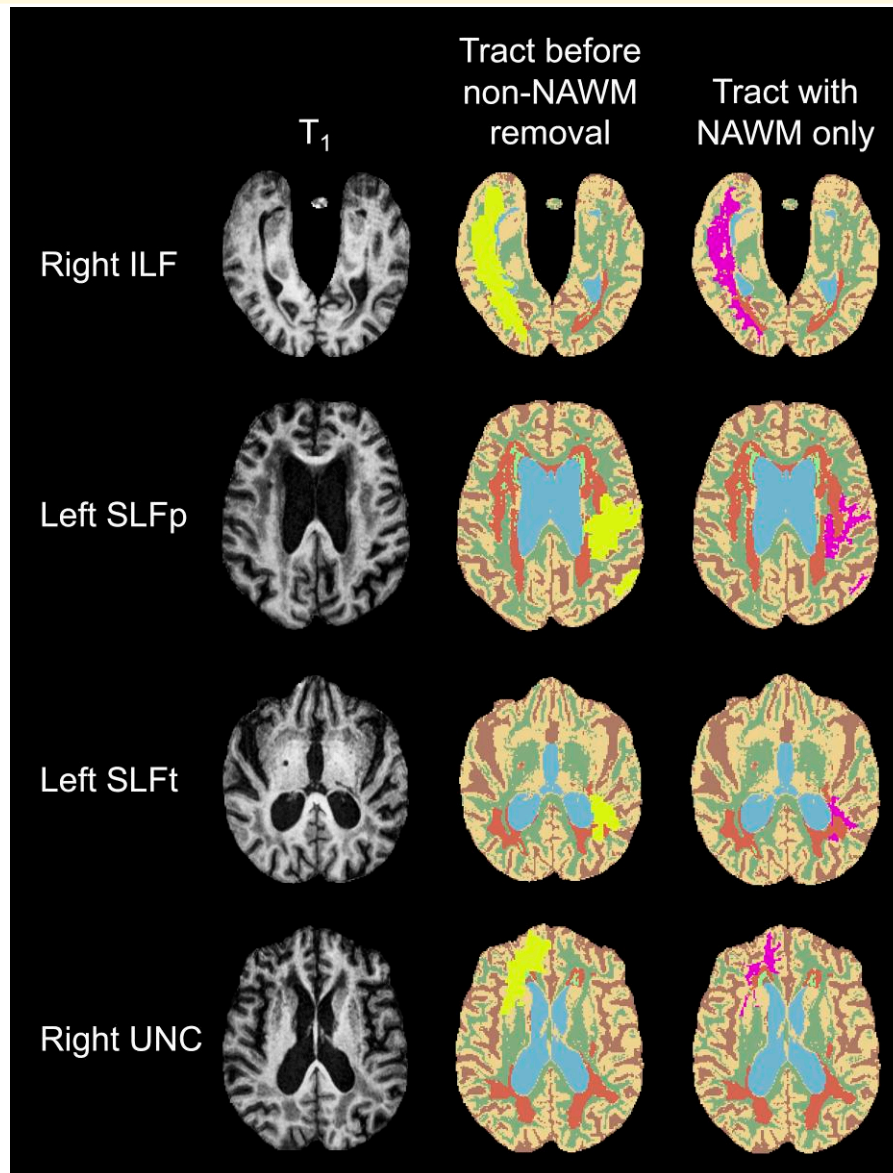 T₁
Tract before
non-NAWM
removal
Tract with
NAWM only
Right ILF
Left SLFp
Left SLFt
Right UNC